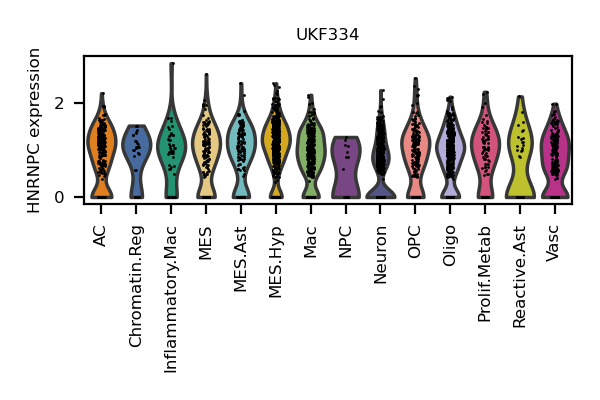 UKF334
HNRNPC expression
2
0
AC
Chromatin.Reg
Inflammatory.Mac
MES
MES.Ast
MES.Hyp
Mac
NPC
Neuron
OPC
Oligo
Prolif.Metab
Reactive.Ast
Vasc